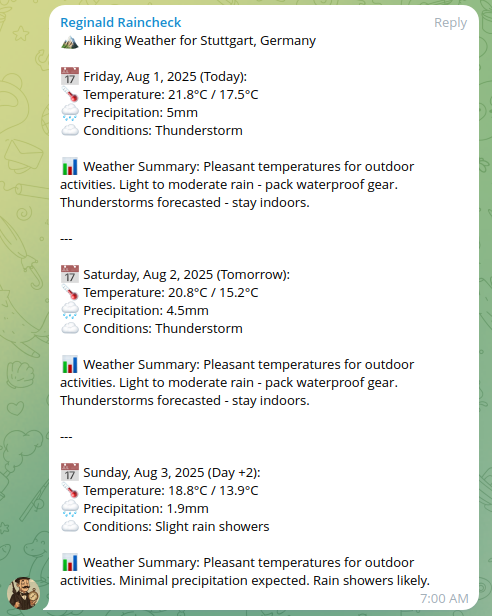 Reginald Raincheck Reply
🏔️ Hiking Weather for Stuttgart, Germany
📅 Friday, Aug 1, 2025 (Today):
🌡️ Temperature: 21.8°C / 17.5°C
🌧️ Precipitation: 5mm
☁️ Conditions: Thunderstorm
📊 Weather Summary: Pleasant temperatures for outdoor
activities. Light to moderate rain - pack waterproof gear.
Thunderstorms forecasted - stay indoors.
---
📅 Saturday, Aug 2, 2025 (Tomorrow):
🌡️ Temperature: 20.8°C / 15.2°C
🌧️ Precipitation: 4.5mm
☁️ Conditions: Thunderstorm
📊 Weather Summary: Pleasant temperatures for outdoor
activities. Light to moderate rain - pack waterproof gear.
Thunderstorms forecasted - stay indoors.
---
📅 Sunday, Aug 3, 2025 (Day +2):
🌡️ Temperature: 18.8°C / 13.9°C
🌧️ Precipitation: 1.9mm
☁️ Conditions: Slight rain showers
📊 Weather Summary: Pleasant temperatures for outdoor
activities. Minimal precipitation expected. Rain showers likely.
7:00 AM